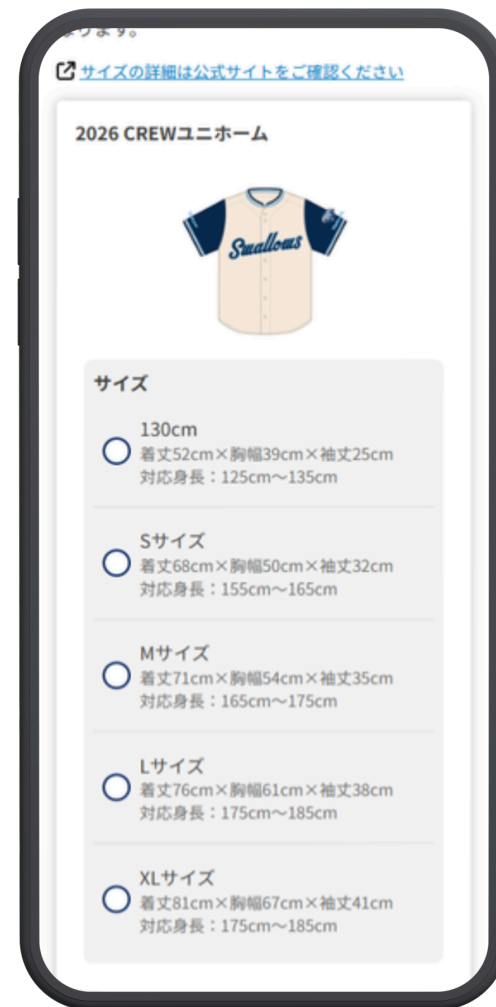 なります。
サイズの詳細は公式サイトをご確認ください
2026 CREWユニホーム
Swallows
サイズ
130cm
着丈52cm×胸幅39cm×袖丈25cm
対応身長：125cm～135cm
Sサイズ
着丈68cm×胸幅50cm×袖丈32cm
対応身長：155cm～165cm
Mサイズ
着丈71cm×胸幅54cm×袖丈35cm
対応身長：165cm～175cm
Lサイズ
着丈76cm×胸幅61cm×袖丈38cm
対応身長：175cm～185cm
XLサイズ
着丈81cm×胸幅67cm×袖丈41cm
対応身長：175cm～185cm